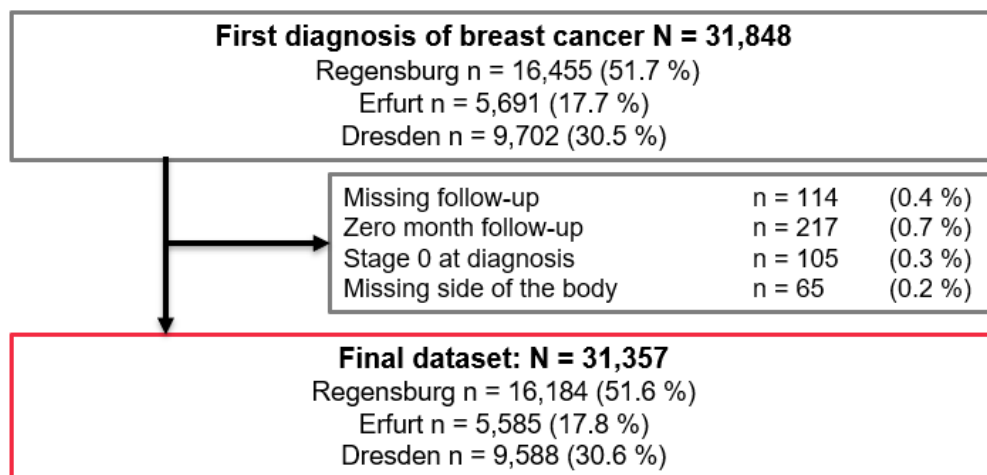 First diagnosis of breast cancer N = 31,848
Regensburg n = 16,455 (51.7 %)
Erfurt n = 5,691 (17.7 %)
Dresden n = 9,702 (30.5 %)
Missing follow-up n = 114 (0.4 %)
Zero month follow-up n = 217 (0.7 %)
Stage 0 at diagnosis n = 105 (0.3 %)
Missing side of the body n = 65 (0.2 %)
Final dataset: N = 31,357
Regensburg n = 16,184 (51.6 %)
Erfurt n = 5,585 (17.8 %)
Dresden n = 9,588 (30.6 %)